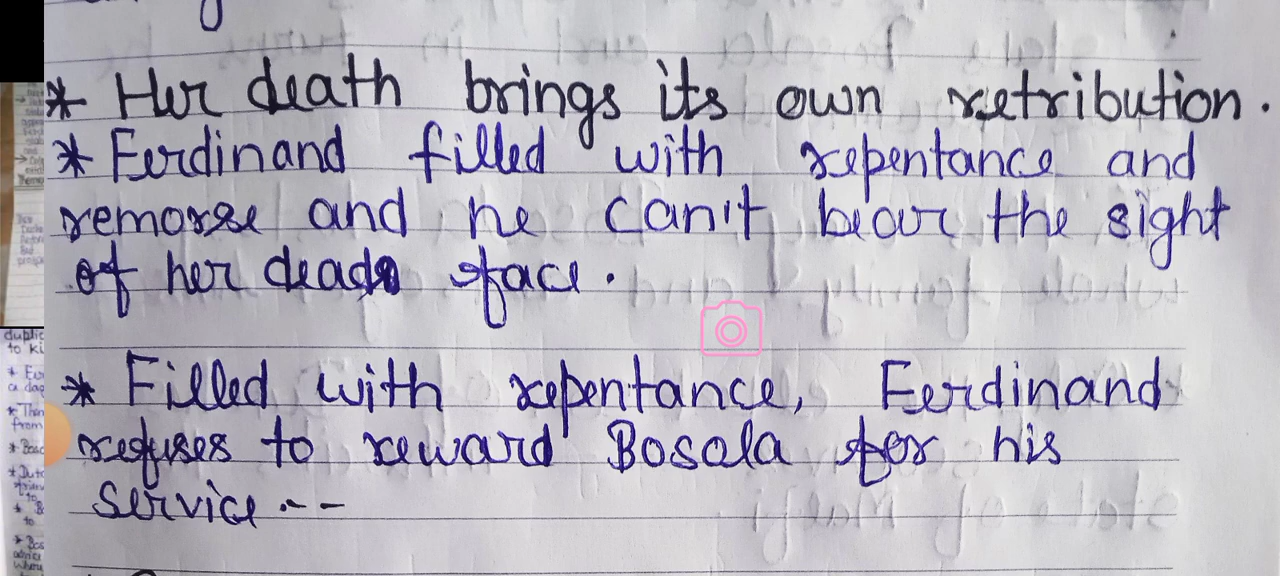 * Her death brings its own retribution.
* Ferdinand filled with repentance and
remorse and he can't bear the sight
of her dead face.
* Filled with repentance, Ferdinand
refuses to reward Bosola for his
service ---